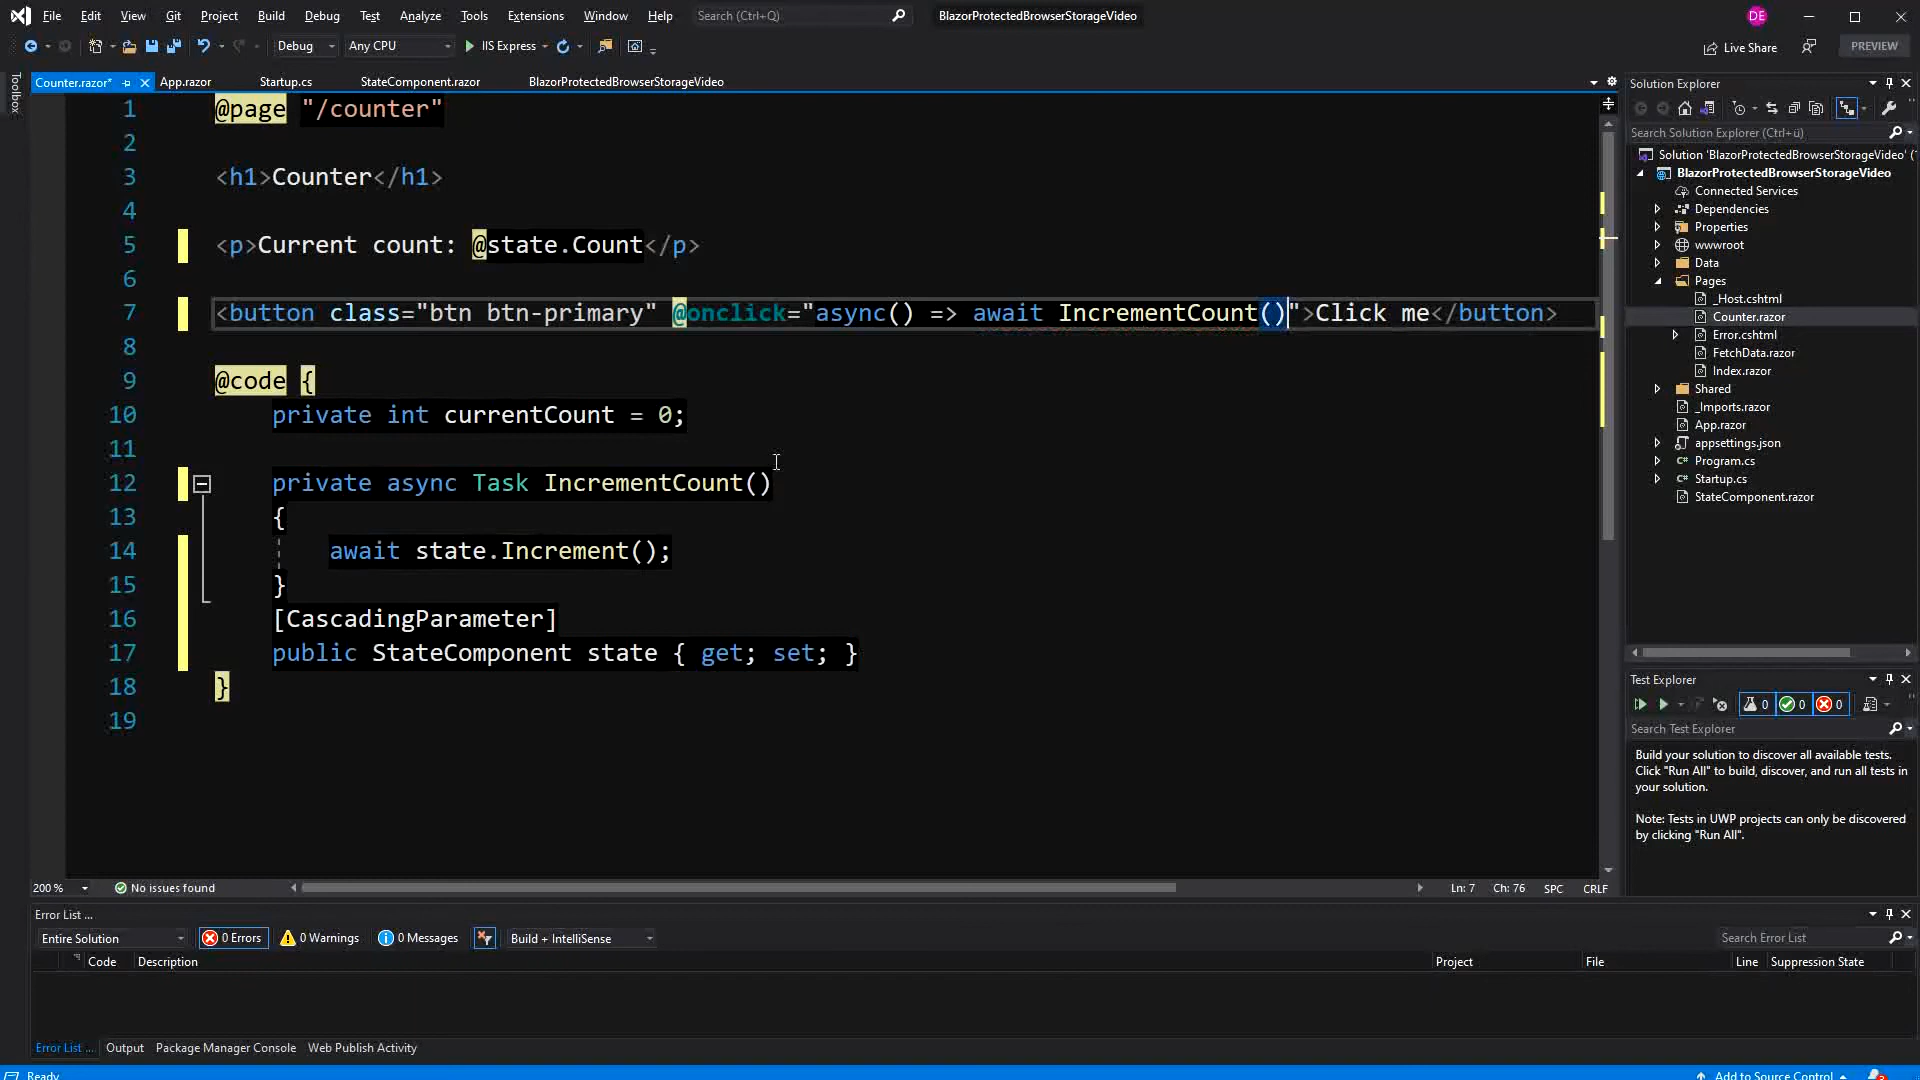 File Edit View Git Project Build Debug Test Analyze Tools Extensions Window Help Search (Ctrl+Q) BlazorProtectedBrowserStorageVideo DE
Debug Any CPU IIS Express Live Share PREVIEW
Toolbox
Counter.razor* App.razor Startup.cs StateComponent.razor BlazorProtectedBrowserStorageVideo
1 @page "/counter"
2
3 <h1>Counter</h1>
4
5 <p>Current count: @state.Count</p>
6
7 <button class="btn btn-primary" @onclick="async() => await IncrementCount()">Click me</button>
8
9 @code {
10 private int currentCount = 0;
11
12 private async Task IncrementCount()
13 {
14 await state.Increment();
15 }
16 [CascadingParameter]
17 public StateComponent state { get; set; }
18 }
19
200 % No issues found Ln: 7 Ch: 76 SPC CRLF
Solution Explorer
Search Solution Explorer (Ctrl+ü)
Solution 'BlazorProtectedBrowserStorageVideo' (
BlazorProtectedBrowserStorageVideo
Connected Services
Dependencies
Properties
wwwroot
Data
Pages
_Host.cshtml
Counter.razor
Error.cshtml
FetchData.razor
Index.razor
Shared
_Imports.razor
App.razor
appsettings.json
Program.cs
Startup.cs
StateComponent.razor
Test Explorer
0 0 0
Search Test Explorer
Build your solution to discover all available tests.
Click "Run All" to build, discover, and run all tests in
your solution.
Note: Tests in UWP projects can only be discovered
by clicking "Run All".
Error List ...
Entire Solution 0 Errors 0 Warnings 0 Messages Build + IntelliSense Search Error List
Code Description Project File Line Suppression State
Error List ... Output Package Manager Console Web Publish Activity
Ready Add to Source Control